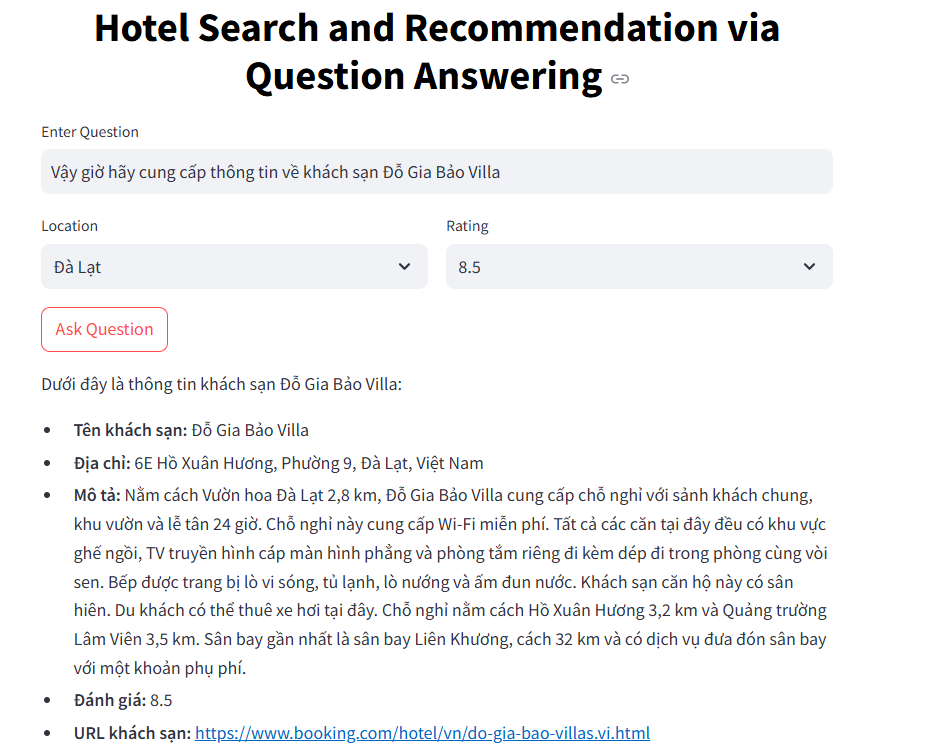 Hotel Search and Recommendation via
Question Answering
Enter Question
Vậy giờ hãy cung cấp thông tin về khách sạn Đỗ Gia Bảo Villa
Location
Rating
Đà Lạt
8.5
Ask Question
Dưới đây là thông tin khách sạn Đỗ Gia Bảo Villa:
• Tên khách sạn: Đỗ Gia Bảo Villa
• Địa chỉ: 6E Hồ Xuân Hương, Phường 9, Đà Lạt, Việt Nam
• Mô tả: Nằm cách Vườn hoa Đà Lạt 2,8 km, Đỗ Gia Bảo Villa cung cấp chỗ nghỉ với sảnh khách chung,
khu vườn và lễ tân 24 giờ. Chỗ nghỉ này cung cấp Wi-Fi miễn phí. Tất cả các căn tại đây đều có khu vực
ghế ngồi, TV truyền hình cáp màn hình phẳng và phòng tắm riêng đi kèm dép đi trong phòng cùng vòi
sen. Bếp được trang bị lò vi sóng, tủ lạnh, lò nướng và ấm đun nước. Khách sạn căn hộ này có sân
hiên. Du khách có thể thuê xe hơi tại đây. Chỗ nghỉ nằm cách Hồ Xuân Hương 3,2 km và Quảng trường
Lâm Viên 3,5 km. Sân bay gần nhất là sân bay Liên Khương, cách 32 km và có dịch vụ đưa đón sân bay
với một khoản phụ phí.
• Đánh giá: 8.5
• URL khách sạn: https://www.booking.com/hotel/vn/do-gia-bao-villas.vi.html